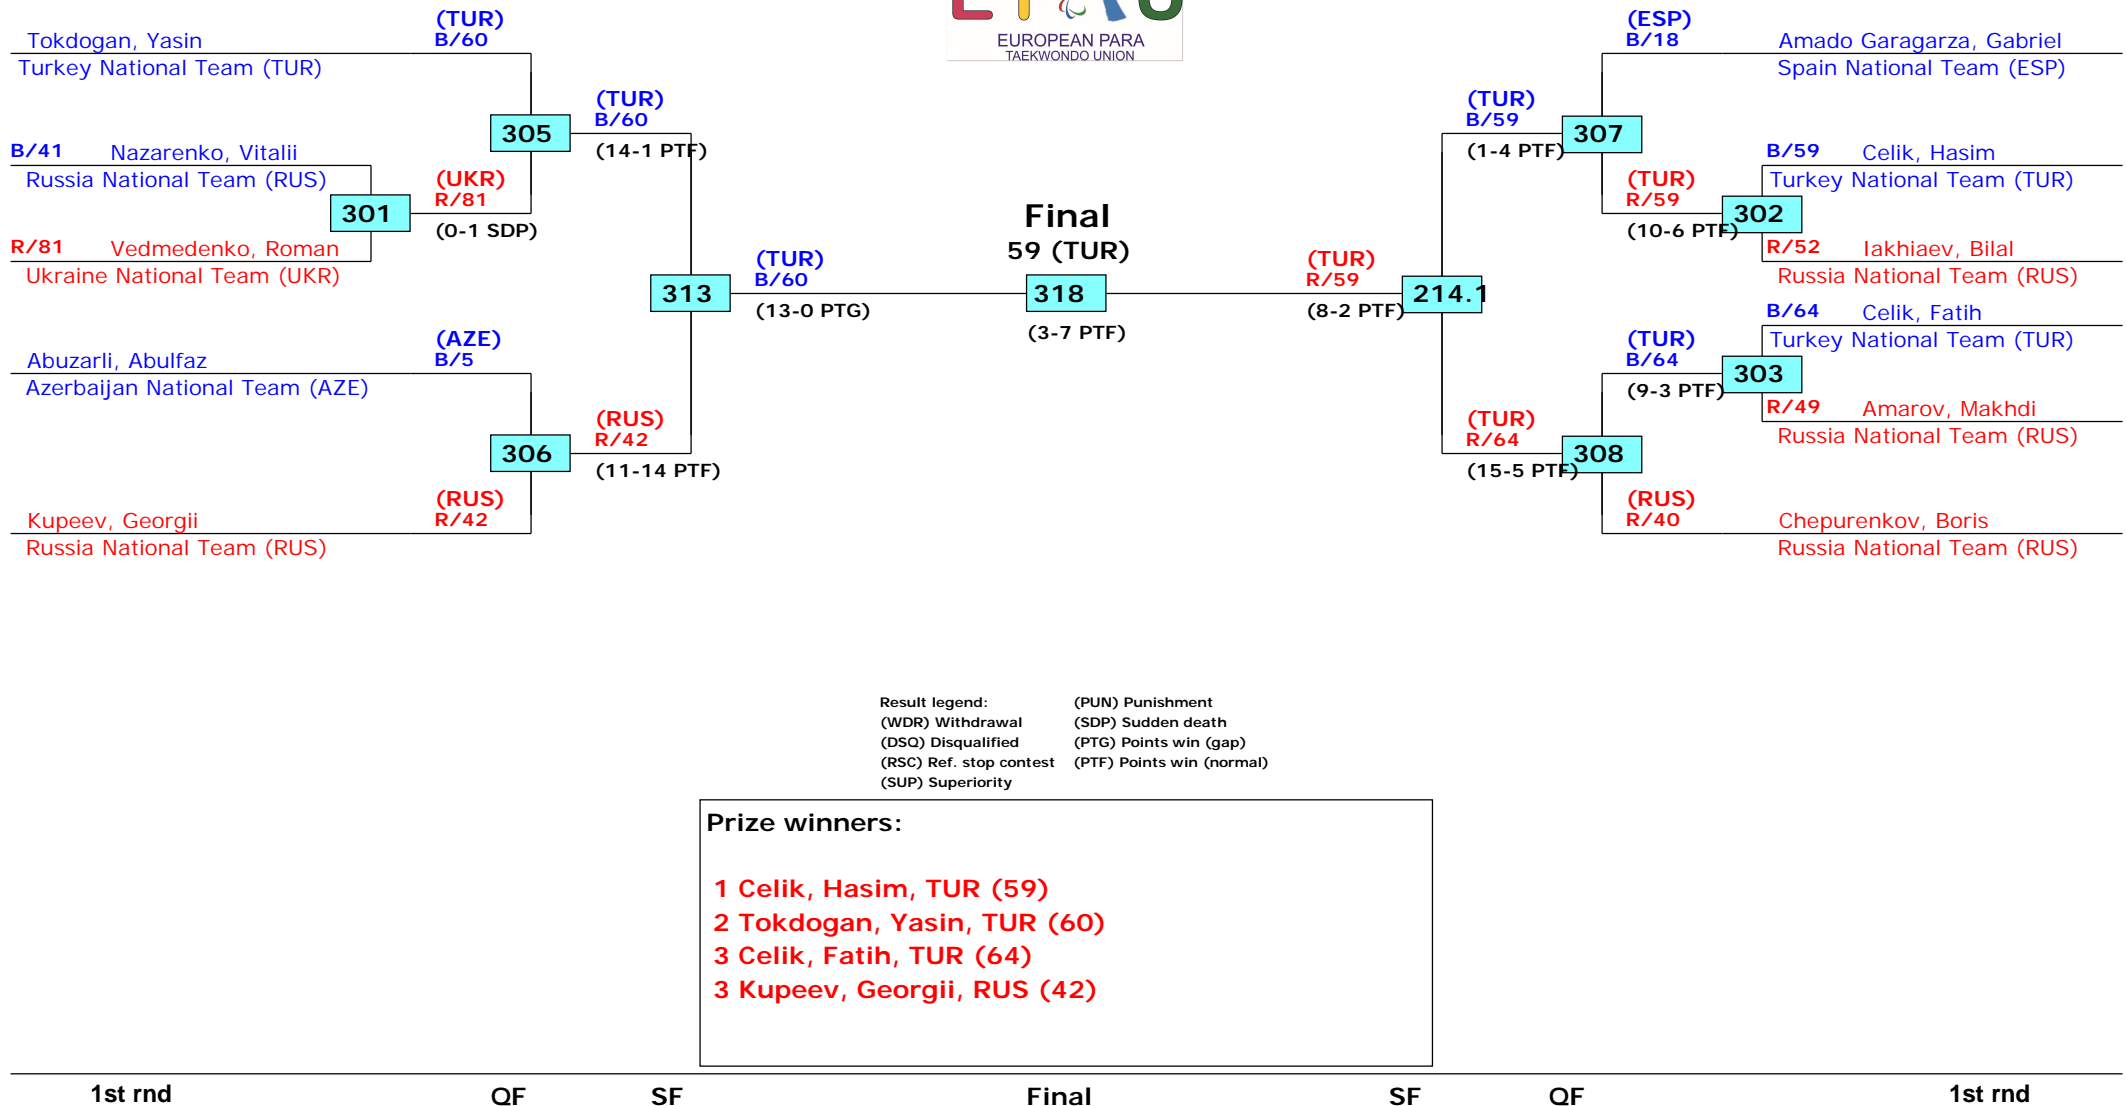 (TUR)
B/60
Tokdogan, Yasin
Turkey National Team (TUR)
B/41 Nazarenko, Vitalii
Russia National Team (RUS)
301
R/81 Vedmedenko, Roman
Ukraine National Team (UKR)
(UKR)
R/81
(0-1 SDP)
305
(TUR)
B/60
(14-1 PTF)
Abuzarli, Abulfaz
Azerbaijan National Team (AZE)
(AZE)
B/5
306
(RUS)
R/42
(11-14 PTF)
Kupeev, Georgii
Russia National Team (RUS)
(RUS)
R/42
313
(TUR)
B/60
(13-0 PTG)
EUROPEAN PARA
TAEKWONDO UNION
Final
59 (TUR)
318
(3-7 PTF)
(TUR)
R/59
(8-2 PTF)
214.1
(TUR)
B/59
(1-4 PTF)
307
(ESP)
B/18
Amado Garagarza, Gabriel
Spain National Team (ESP)
(TUR)
R/59
(10-6 PTF)
302
B/59 Celik, Hasim
Turkey National Team (TUR)
R/52 Iakhiaev, Bilal
Russia National Team (RUS)
B/64 Celik, Fatih
Turkey National Team (TUR)
(TUR)
B/64
(9-3 PTF)
303
R/49 Amarov, Makhdi
Russia National Team (RUS)
(TUR)
R/64
(15-5 PTF)
308
(RUS)
R/40
Chepurenkov, Boris
Russia National Team (RUS)
Result legend: (PUN) Punishment
(WDR) Withdrawal (SDP) Sudden death
(DSQ) Disqualified (PTG) Points win (gap)
(RSC) Ref. stop contest (PTF) Points win (normal)
(SUP) Superiority
Prize winners:
1 Celik, Hasim, TUR (59)
2 Tokdogan, Yasin, TUR (60)
3 Celik, Fatih, TUR (64)
3 Kupeev, Georgii, RUS (42)
1st rnd QF SF Final SF QF 1st rnd